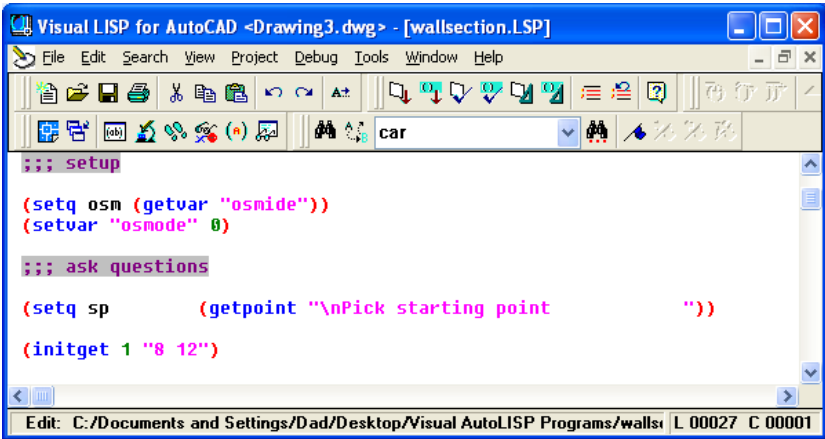 Visual LISP for AutoCAD <Drawing3.dwg> - [wallsection.LSP]
File Edit Search View Project Debug Tools Window Help
car
;;; setup
(setq osm (getvar "osmide"))
(setvar "osmode" 0)
;;; ask questions
(setq sp (getpoint "\nPick starting point "))
(initget 1 "8 12")
Edit: C:/Documents and Settings/Dad/Desktop/Visual AutoLISP Programs/walls L 00027 C 00001